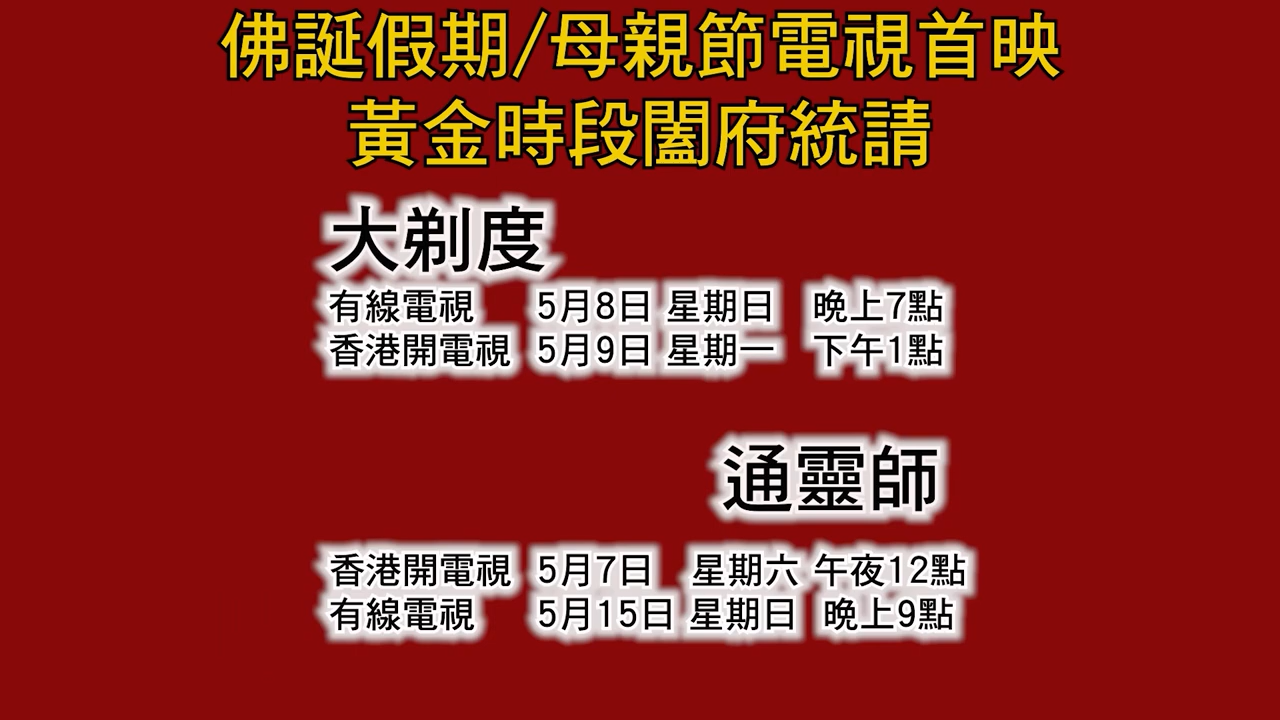 佛誕假期/母親節電視首映
黃金時段闔府統請
大剃度
有線電視 5月8日 星期日 晚上7點
香港開電視 5月9日 星期一 下午1點
通靈師
香港開電視 5月7日 星期六 午夜12點
有線電視 5月15日 星期日 晚上9點